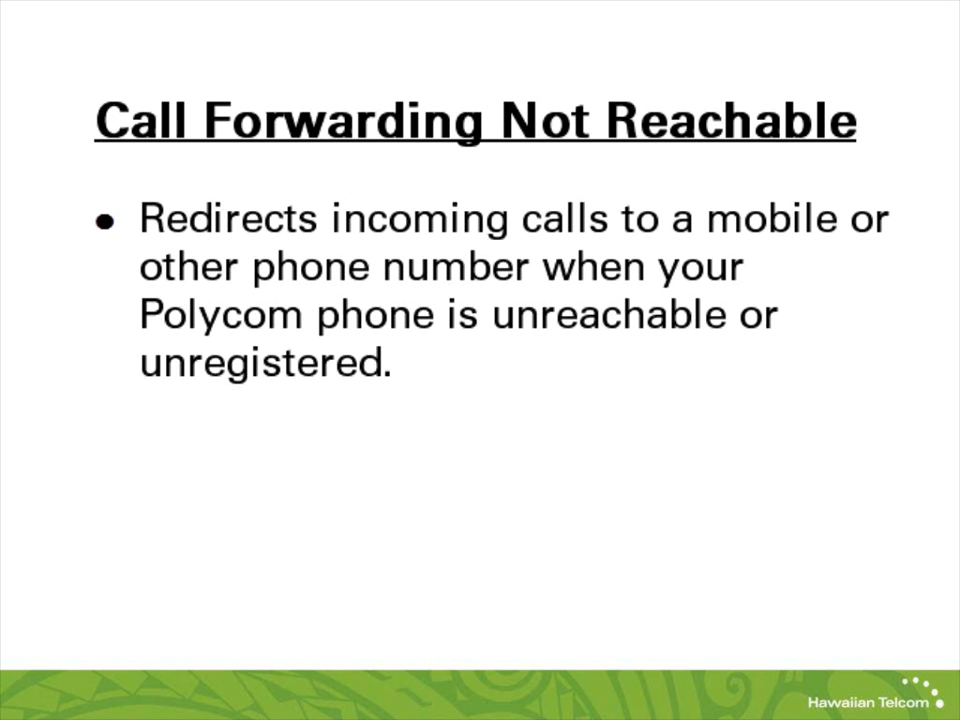 Call Forwarding Not Reachable
● Redirects incoming calls to a mobile or
other phone number when your
Polycom phone is unreachable or
unregistered.
Hawaiian Telcom